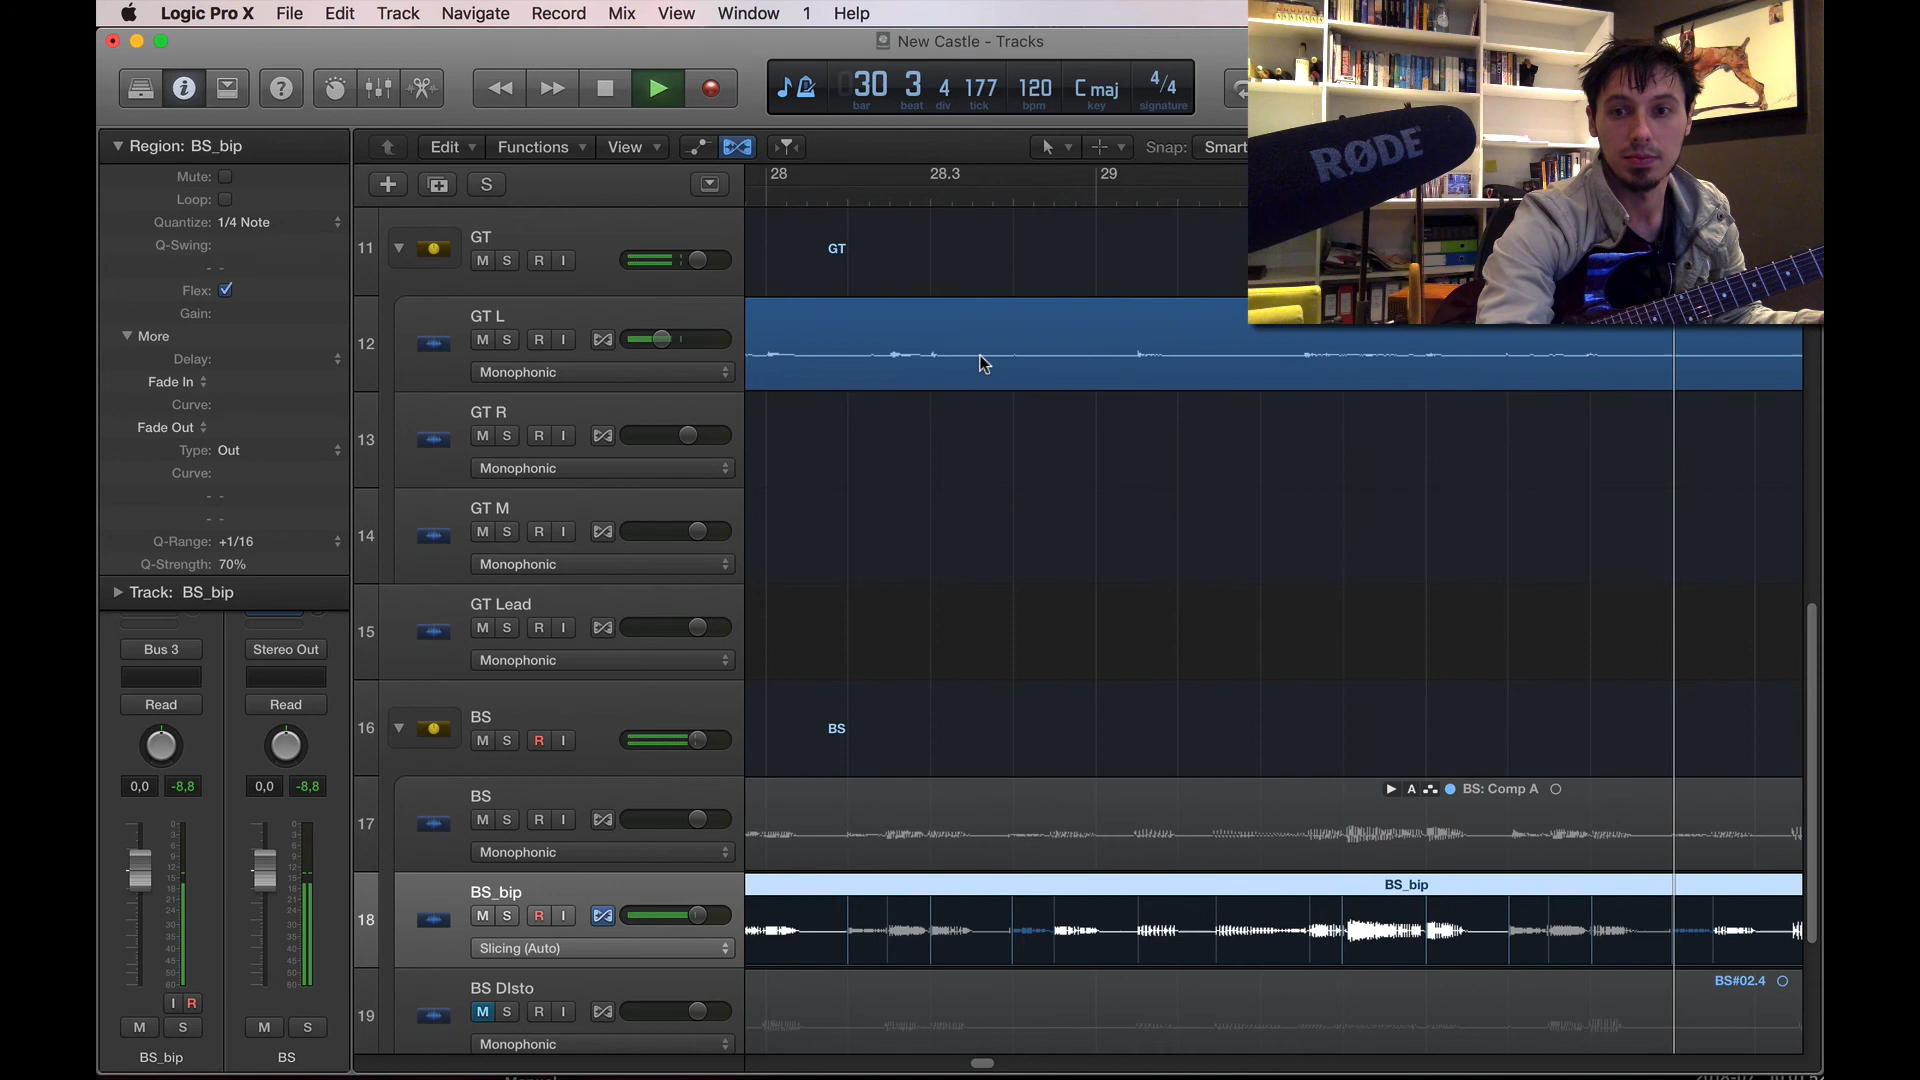 Logic Pro X File Edit Track Navigate Record Mix View Window 1 Help
New Castle - Tracks
30 3 4 177 120 C maj 4/4
bar beat div tick bpm key signature
Region: BS_bip
Mute:
Loop:
Quantize: 1/4 Note
Q-Swing:
- -
Flex:
Gain:
More
Delay:
Fade In
Curve:
Fade Out
Type: Out
Curve:
- -
- -
Q-Range: +1/16
Q-Strength: 70%
Track: BS_bip
Bus 3 Stereo Out
Read Read
0,0 -8,8 0,0 -8,8
I R
M S M S
BS_bip BS
Edit Functions View Snap: Smart
S
28 28.3 29
11 GT
M S R I
GT
12 GT L
M S R I
Monophonic
13 GT R
M S R I
Monophonic
14 GT M
M S R I
Monophonic
15 GT Lead
M S R I
Monophonic
16 BS
M S R I
BS
17 BS
M S R I
Monophonic
A BS: Comp A
18 BS_bip
M S R I
Slicing (Auto)
BS_bip
19 BS DIsto
M S R I
Monophonic
BS#02.4
RØDE